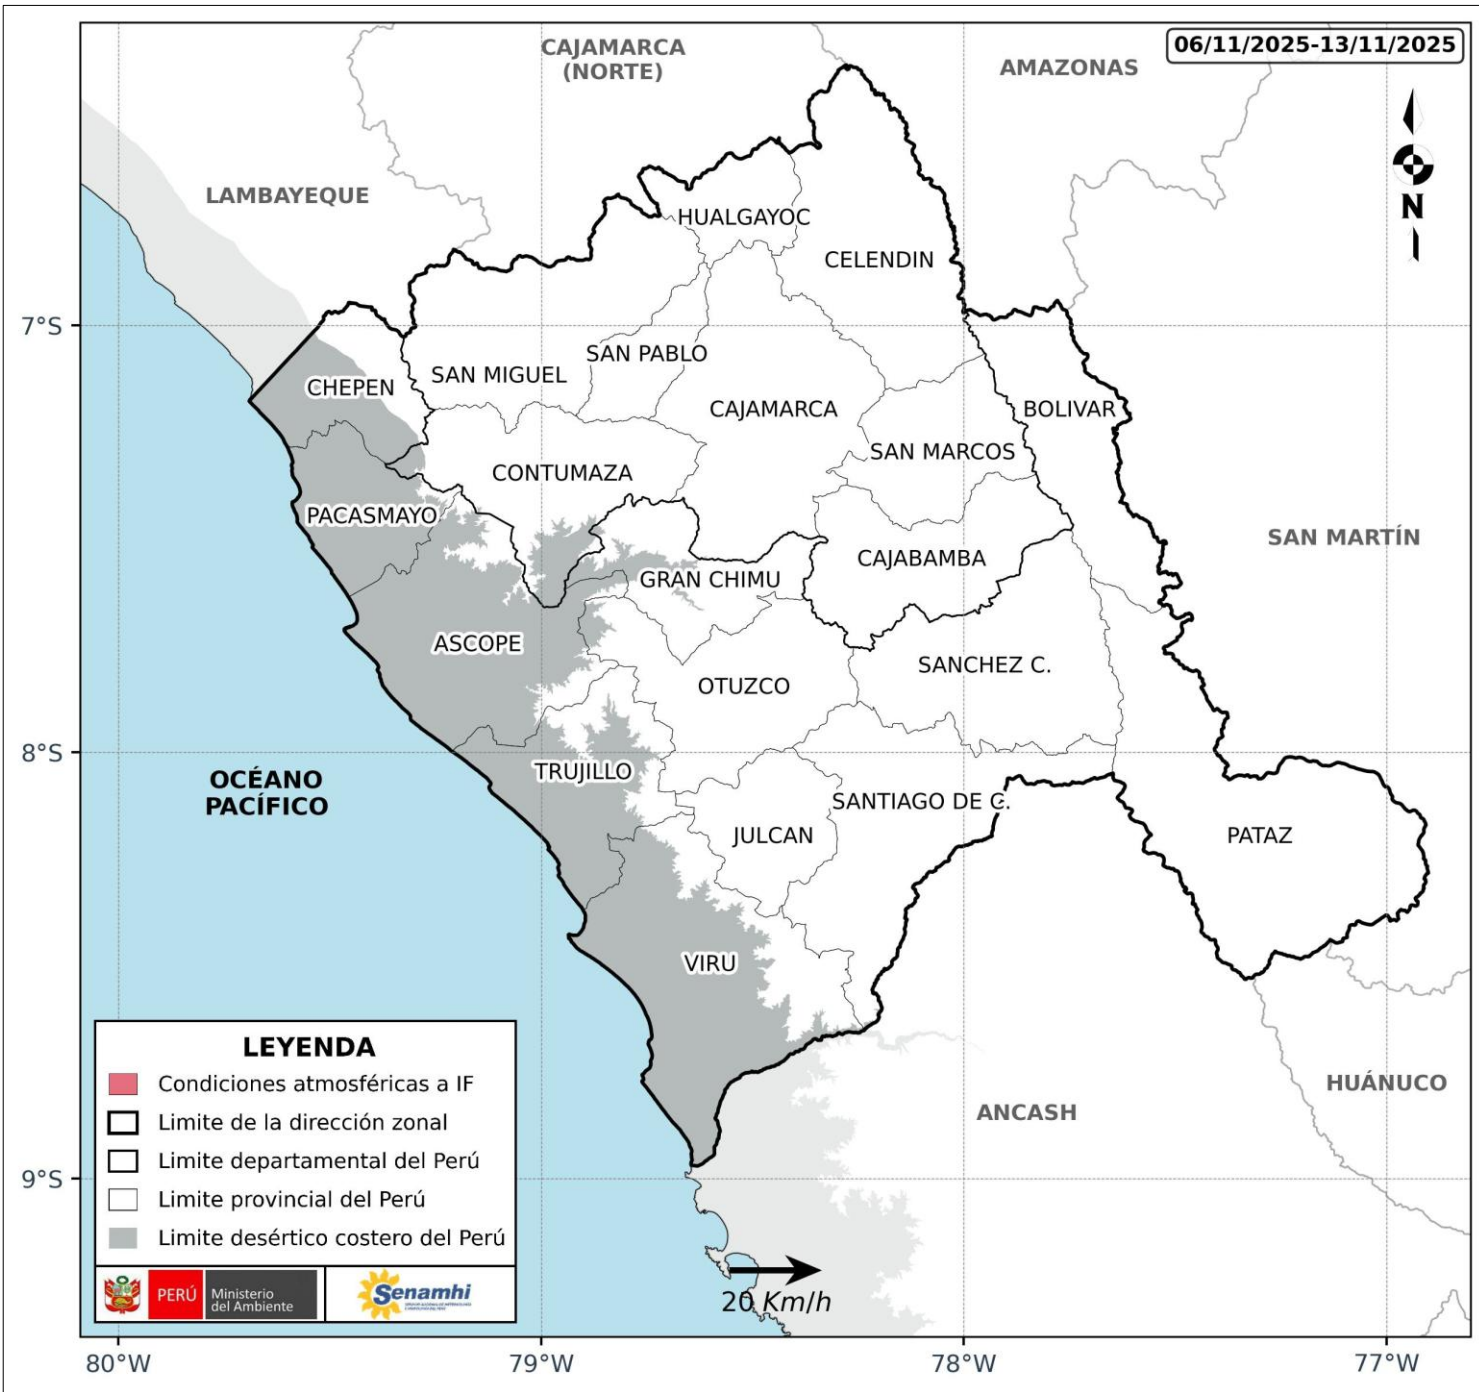 CAJAMARCA
(NORTE)
06/11/2025-13/11/2025
AMAZONAS
LAMBAYEQUE
N
HUALGAYOC
CELENDIN
7°S
SAN PABLO
SAN MIGUEL
CHEPEN
CAJAMARCA
BOLIVAR
SAN MARCOS
CONTUMAZA
PACASMAYO
SAN MARTÍN
CAJABAMBA
GRAN CHIMU
ASCOPE
SANCHEZ C.
OTUZCO
8°S
OCÉANO
PACÍFICO
TRUJILLO
SANTIAGO DE C.
JULCAN
PATAZ
VIRU
LEYENDA
Condiciones atmosféricas a IF
Limite de la dirección zonal
Limite departamental del Perú
Limite provincial del Perú
Limite desértico costero del Perú
HUÁNUCO
ANCASH
9°S
PERÚ
Ministerio
del Ambiente
Senamhi
20 Km/h
80°W
79°W
78°W
77°W